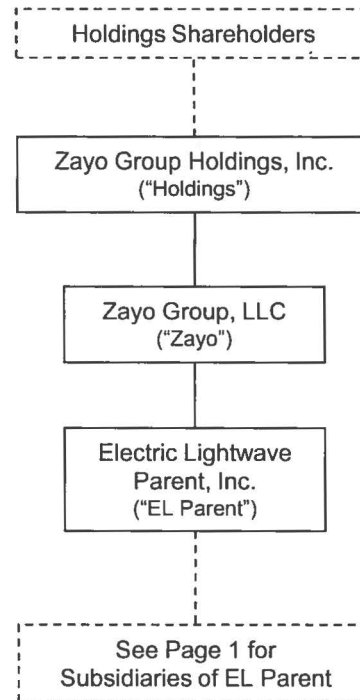 Holdings Shareholders
Zayo Group Holdings, Inc.
("Holdings")
Zayo Group, LLC
("Zayo")
Electric Lightwave
Parent, Inc.
("EL Parent")
See Page 1 for
Subsidiaries of EL Parent